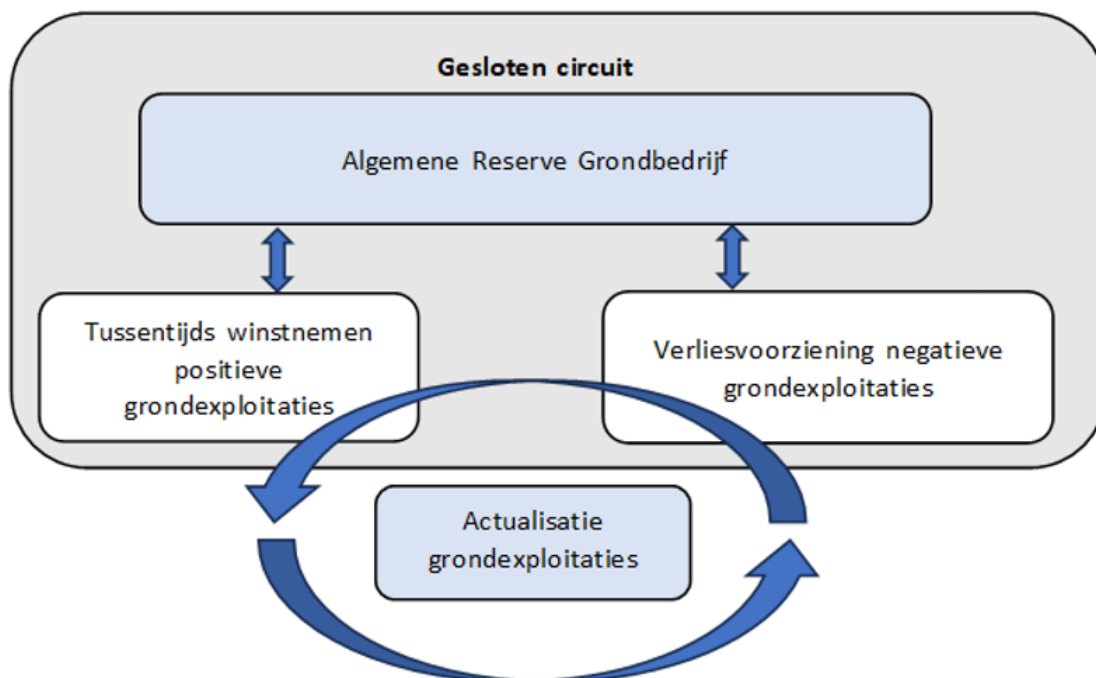 Gesloten circuit
Algemene Reserve Grondbedrijf
Tussentijds winstnemen
positieve
grondexploitaties
Verliesvoorziening negatieve
grondexploitaties
Actualisatie
grondexploitaties